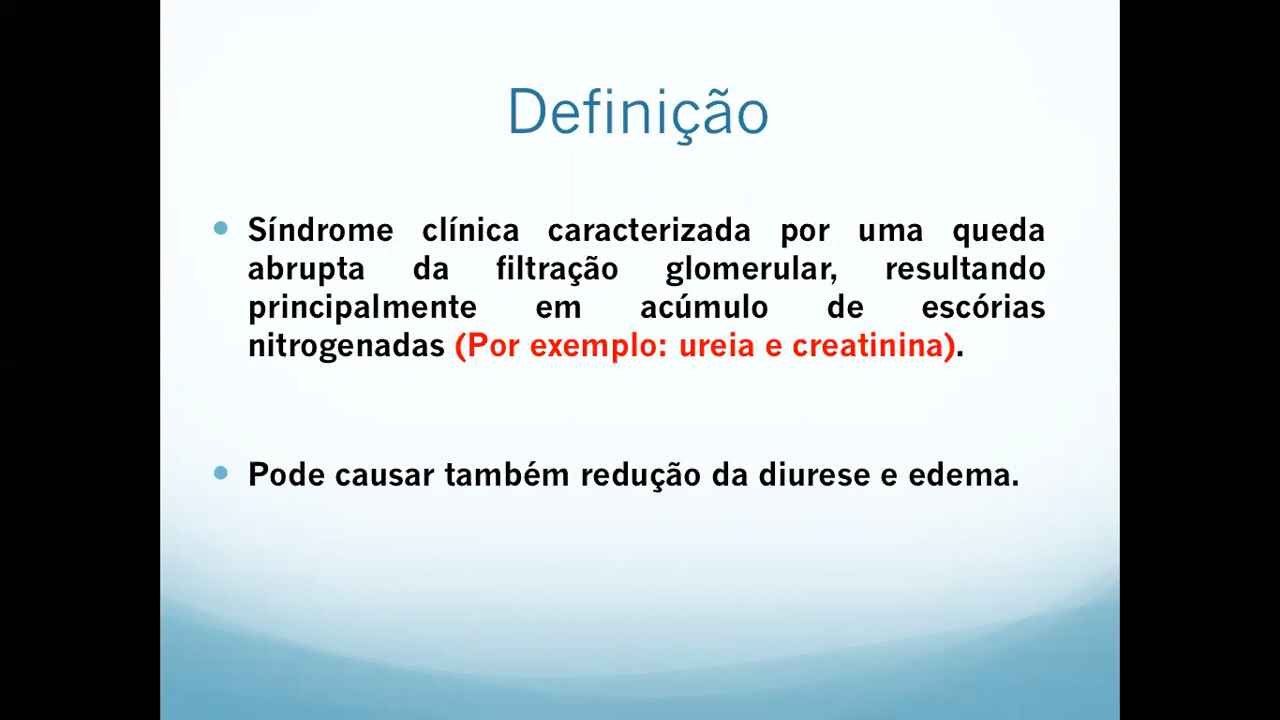 Definição
Síndrome clínica caracterizada por uma queda
abrupta da filtração glomerular, resultando
principalmente em acúmulo de escórias
nitrogenadas (Por exemplo: ureia e creatinina).
Pode causar também redução da diurese e edema.